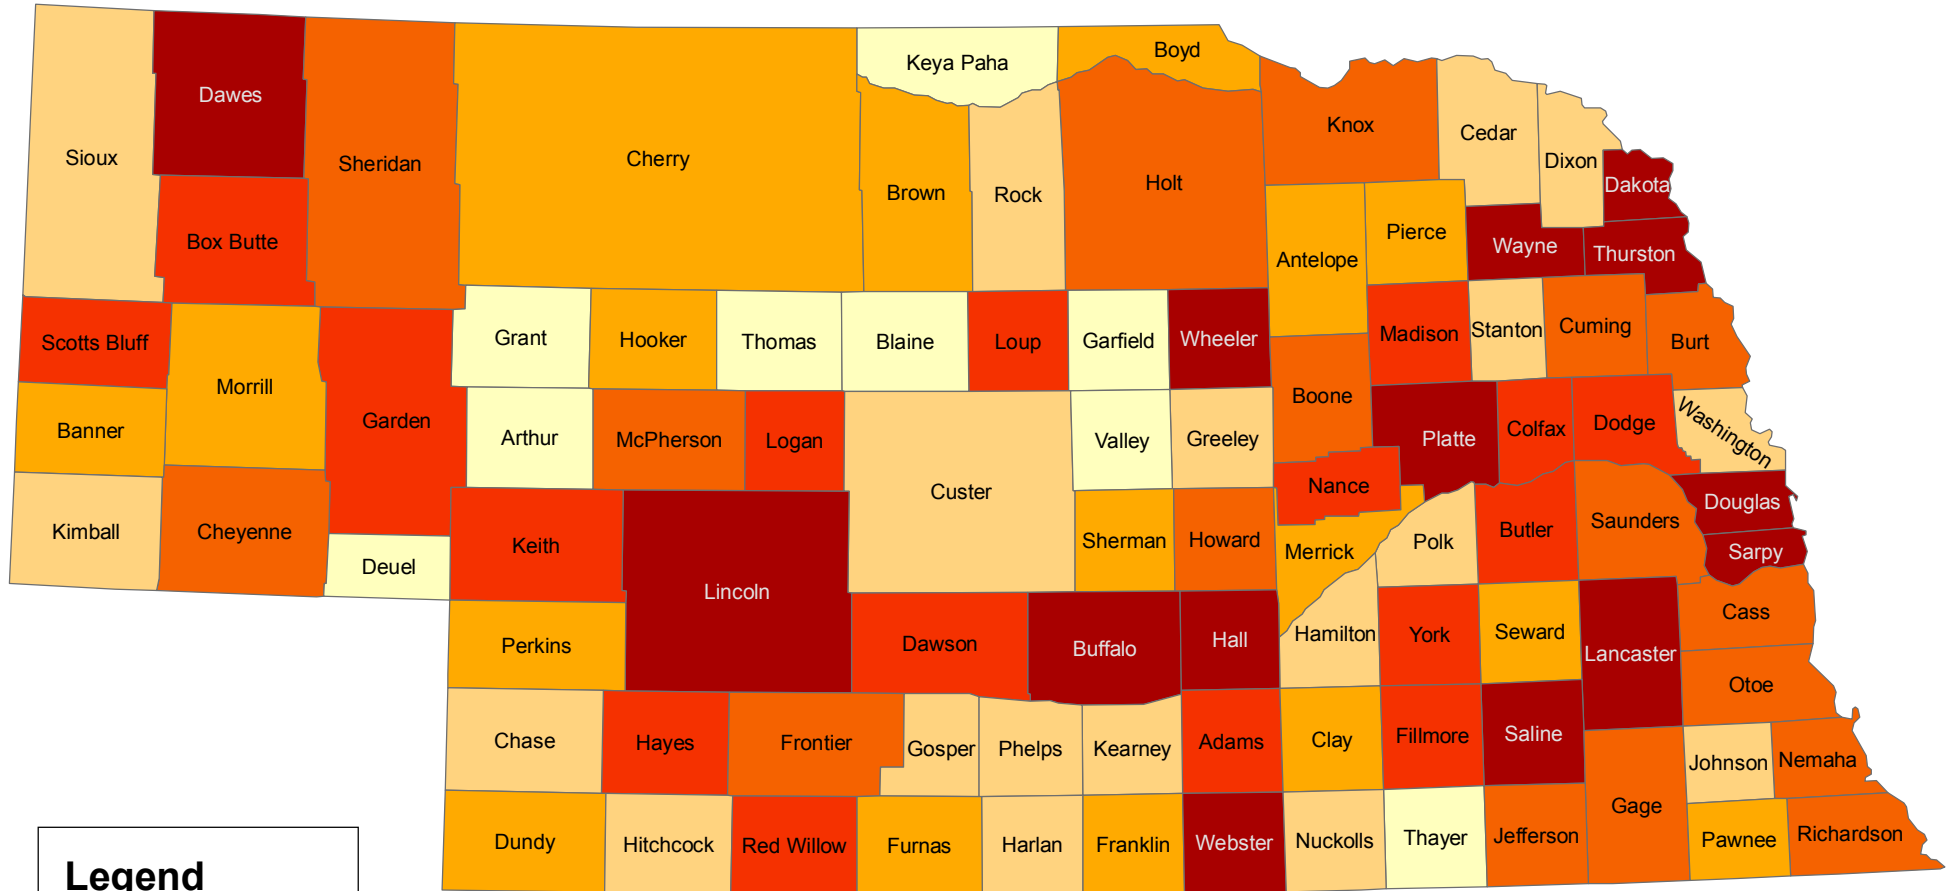 Keya Paha
Boyd
Dawes
Sioux
Sheridan
Cherry
Brown
Rock
Holt
Knox
Cedar
Dixon
Dakota
Box Butte
Antelope
Pierce
Wayne
Thurston
Scotts Bluff
Morrill
Garden
Grant
Hooker
Thomas
Blaine
Loup
Garfield
Wheeler
Madison
Stanton
Cuming
Burt
Boone
Banner
Arthur
McPherson
Logan
Custer
Valley
Greeley
Platte
Colfax
Dodge
Washington
Nance
Kimball
Cheyenne
Deuel
Keith
Lincoln
Sherman
Howard
Merrick
Polk
Butler
Saunders
Douglas
Sarpy
Perkins
Dawson
Buffalo
Hall
Hamilton
York
Seward
Lancaster
Cass
Otoe
Chase
Hayes
Frontier
Gosper
Phelps
Kearney
Adams
Clay
Fillmore
Saline
Johnson
Nemaha
Gage
Dundy
Hitchcock
Red Willow
Furnas
Harlan
Franklin
Webster
Nuckolls
Thayer
Jefferson
Pawnee
Richardson
Legend